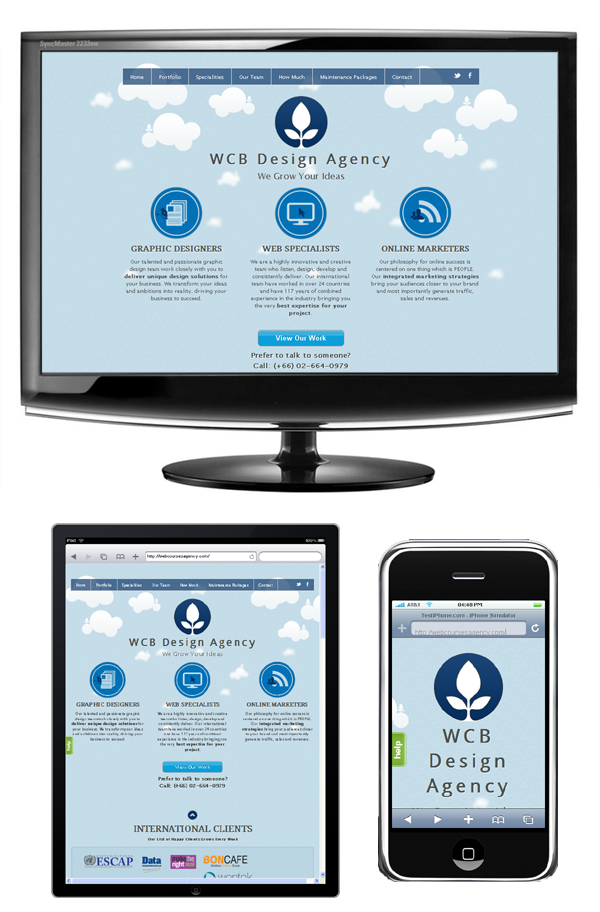 SyncMaster 2233sw
Home Portfolio Specialities Our Team How Much Maintenance Packages Contact
WCB Design Agency
We Grow Your Ideas
GRAPHIC DESIGNERS WEB SPECIALISTS ONLINE MARKETERS
Our talented and passionate graphic
design team work closely with you to
deliver unique design solutions for
your business. We transform your ideas
and ambitions into reality, driving your
business to succeed.
We are a highly innovative and creative
team who listen, design, develop and
consistently deliver. Our international
team have worked in over 24 countries
and have 117 years of combined
experience in the industry bringing you
the very best expertise for your
project.
Our philosophy for online success is
centered on one thing which is PEOPLE.
Our integrated marketing strategies
bring your audiences closer to your brand
and most importantly generate traffic,
sales and revenues.
View Our Work
Prefer to talk to someone?
Call: (+66) 02-664-0979
iPad 100%
http://webcoursesagency.com/
Home Portfolio Specialities Our Team How Much Maintenance Packages Contact
WCB Design Agency
We Grow Your Ideas
GRAPHIC DESIGNERS WEB SPECIALISTS ONLINE MARKETERS
Our talented and passionate graphic
design team work closely with you to
deliver unique design solutions for
your business. We transform your ideas
and ambitions into reality, driving your
business to succeed.
We are a highly innovative and creative
team who listen, design, develop and
consistently deliver. Our international
team have worked in over 24 countries
and have 117 years of combined
experience in the industry bringing you
the very best expertise for your
project.
Our philosophy for online success is
centered on one thing which is PEOPLE.
Our integrated marketing
strategies bring your audiences closer
to your brand and most importantly
generate traffic, sales and revenues.
help
View Our Work
Prefer to talk to someone?
Call: (+66) 02-664-0979
INTERNATIONAL CLIENTS
Our List of Happy Clients Grows Every Week
ESCAP Data make the right BONCAFE
AT&T 04:48 PM
TestiPhone.com - iPhone Simulator
http://webcoursesagency.com/
WCB
Design
Agency
help